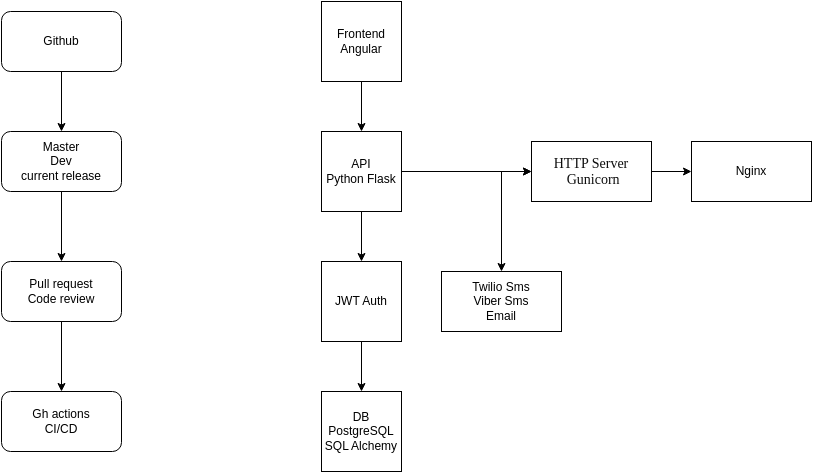 Github
Master
Dev
current release
Pull request
Code review
Gh actions
CI/CD
Frontend
Angular
API
Python Flask
JWT Auth
DB
PostgreSQL
SQL Alchemy
HTTP Server
Gunicorn
Nginx
Twilio Sms
Viber Sms
Email